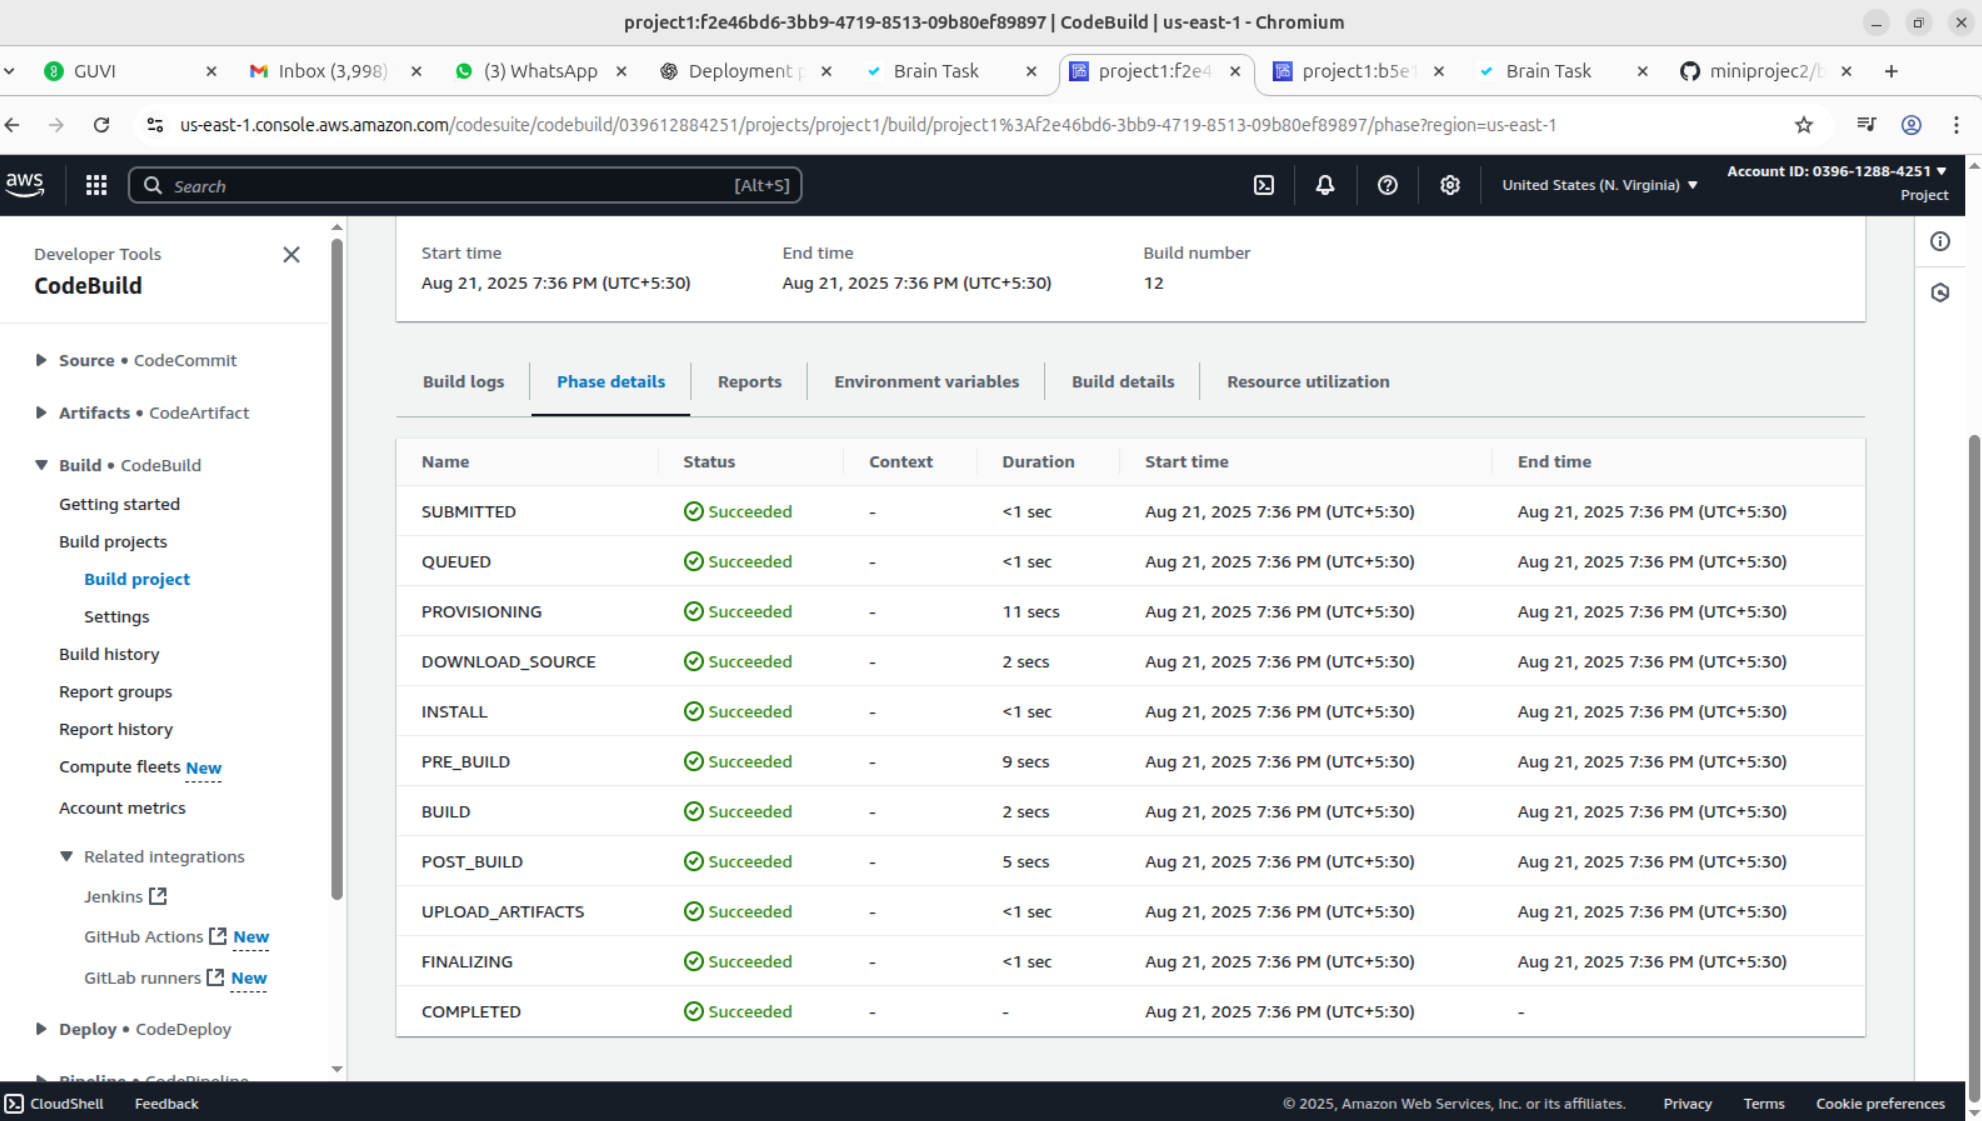 project1:f2e46bd6-3bb9-4719-8513-09b80ef89897 | CodeBuild | us-east-1 - Chromium
GUVI Inbox (3,998) (3) WhatsApp Deployment Brain Task project1:f2e4 project1:b5e1 Brain Task miniprojec2/b
us-east-1.console.aws.amazon.com/codesuite/codebuild/039612884251/projects/project1/build/project1%3Af2e46bd6-3bb9-4719-8513-09b80ef89897/phase?region=us-east-1
aws Search [Alt+S] United States (N. Virginia) Account ID: 0396-1288-4251
Project
Developer Tools
CodeBuild
Source • CodeCommit
Artifacts • CodeArtifact
Build • CodeBuild
Getting started
Build projects
Build project
Settings
Build history
Report groups
Report history
Compute fleets New
Account metrics
Related integrations
Jenkins
GitHub Actions New
GitLab runners New
Deploy • CodeDeploy
Pipeline • CodePipeline
Start time End time Build number
Aug 21, 2025 7:36 PM (UTC+5:30) Aug 21, 2025 7:36 PM (UTC+5:30) 12
Build logs Phase details Reports Environment variables Build details Resource utilization
Name Status Context Duration Start time End time
SUBMITTED Succeeded - <1 sec Aug 21, 2025 7:36 PM (UTC+5:30) Aug 21, 2025 7:36 PM (UTC+5:30)
QUEUED Succeeded - <1 sec Aug 21, 2025 7:36 PM (UTC+5:30) Aug 21, 2025 7:36 PM (UTC+5:30)
PROVISIONING Succeeded - 11 secs Aug 21, 2025 7:36 PM (UTC+5:30) Aug 21, 2025 7:36 PM (UTC+5:30)
DOWNLOAD_SOURCE Succeeded - 2 secs Aug 21, 2025 7:36 PM (UTC+5:30) Aug 21, 2025 7:36 PM (UTC+5:30)
INSTALL Succeeded - <1 sec Aug 21, 2025 7:36 PM (UTC+5:30) Aug 21, 2025 7:36 PM (UTC+5:30)
PRE_BUILD Succeeded - 9 secs Aug 21, 2025 7:36 PM (UTC+5:30) Aug 21, 2025 7:36 PM (UTC+5:30)
BUILD Succeeded - 2 secs Aug 21, 2025 7:36 PM (UTC+5:30) Aug 21, 2025 7:36 PM (UTC+5:30)
POST_BUILD Succeeded - 5 secs Aug 21, 2025 7:36 PM (UTC+5:30) Aug 21, 2025 7:36 PM (UTC+5:30)
UPLOAD_ARTIFACTS Succeeded - <1 sec Aug 21, 2025 7:36 PM (UTC+5:30) Aug 21, 2025 7:36 PM (UTC+5:30)
FINALIZING Succeeded - <1 sec Aug 21, 2025 7:36 PM (UTC+5:30) Aug 21, 2025 7:36 PM (UTC+5:30)
COMPLETED Succeeded - - Aug 21, 2025 7:36 PM (UTC+5:30) -
CloudShell Feedback © 2025, Amazon Web Services, Inc. or its affiliates. Privacy Terms Cookie preferences